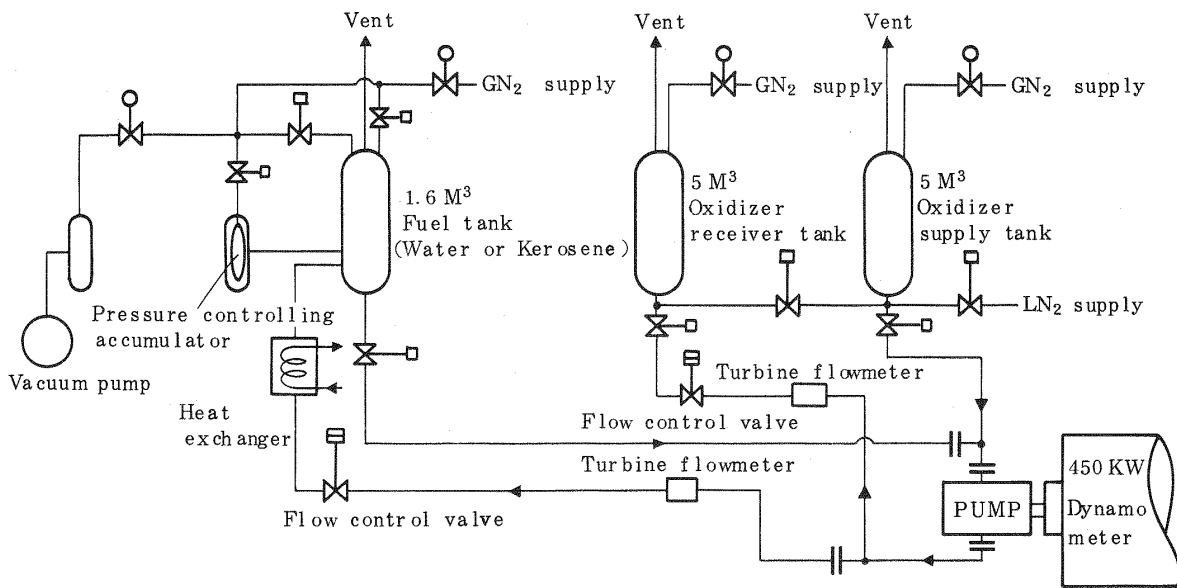 Vent
Vent
Vent
GN₂ supply
GN₂ supply
GN₂ supply
1.6 M³
Fuel tank
(Water or Kerosene)
5 M³
Oxidizer
receiver tank
5 M³
Oxidizer
supply tank
Pressure controlling
accumulator
LN₂ supply
Vacuum pump
Heat
exchanger
Turbine flowmeter
Flow control valve
Turbine flowmeter
Flow control valve
PUMP
450 KW
Dynamo
meter